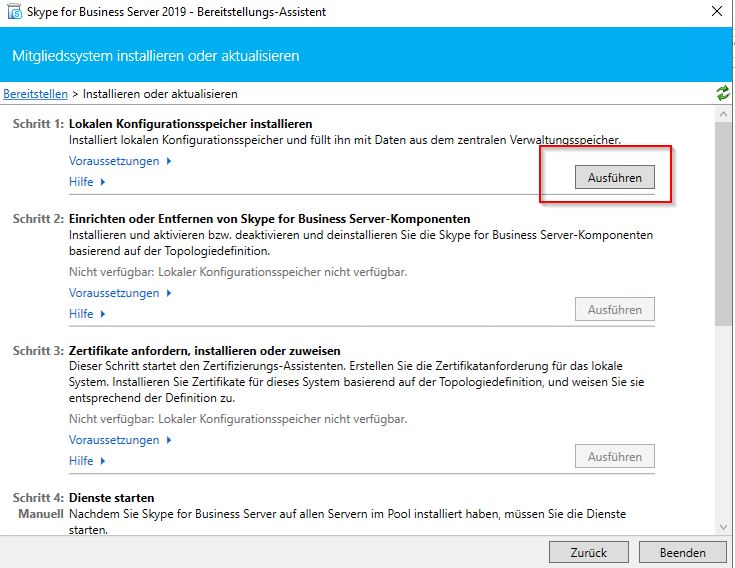 Skype for Business Server 2019 - Bereitstellungs-Assistent
Mitgliedssystem installieren oder aktualisieren
Bereitstellen > Installieren oder aktualisieren
Schritt 1: Lokalen Konfigurationsspeicher installieren
Installiert lokalen Konfigurationsspeicher und füllt ihn mit Daten aus dem zentralen Verwaltungsspeicher.
Voraussetzungen
Hilfe
Ausführen
Schritt 2: Einrichten oder Entfernen von Skype for Business Server-Komponenten
Installieren und aktivieren bzw. deaktivieren und deinstallieren Sie die Skype for Business Server-Komponenten
basierend auf der Topologiedefinition.
Nicht verfügbar: Lokaler Konfigurationsspeicher nicht verfügbar.
Voraussetzungen
Hilfe
Ausführen
Schritt 3: Zertifikate anfordern, installieren oder zuweisen
Dieser Schritt startet den Zertifizierungs-Assistenten. Erstellen Sie die Zertifikatanforderung für das lokale
System. Installieren Sie Zertifikate für dieses System basierend auf der Topologiedefinition, und weisen Sie sie
entsprechend der Definition zu.
Nicht verfügbar: Lokaler Konfigurationsspeicher nicht verfügbar.
Voraussetzungen
Hilfe
Ausführen
Schritt 4: Dienste starten
Manuell Nachdem Sie Skype for Business Server auf allen Servern im Pool installiert haben, müssen Sie die Dienste
starten.
Zurück
Beenden